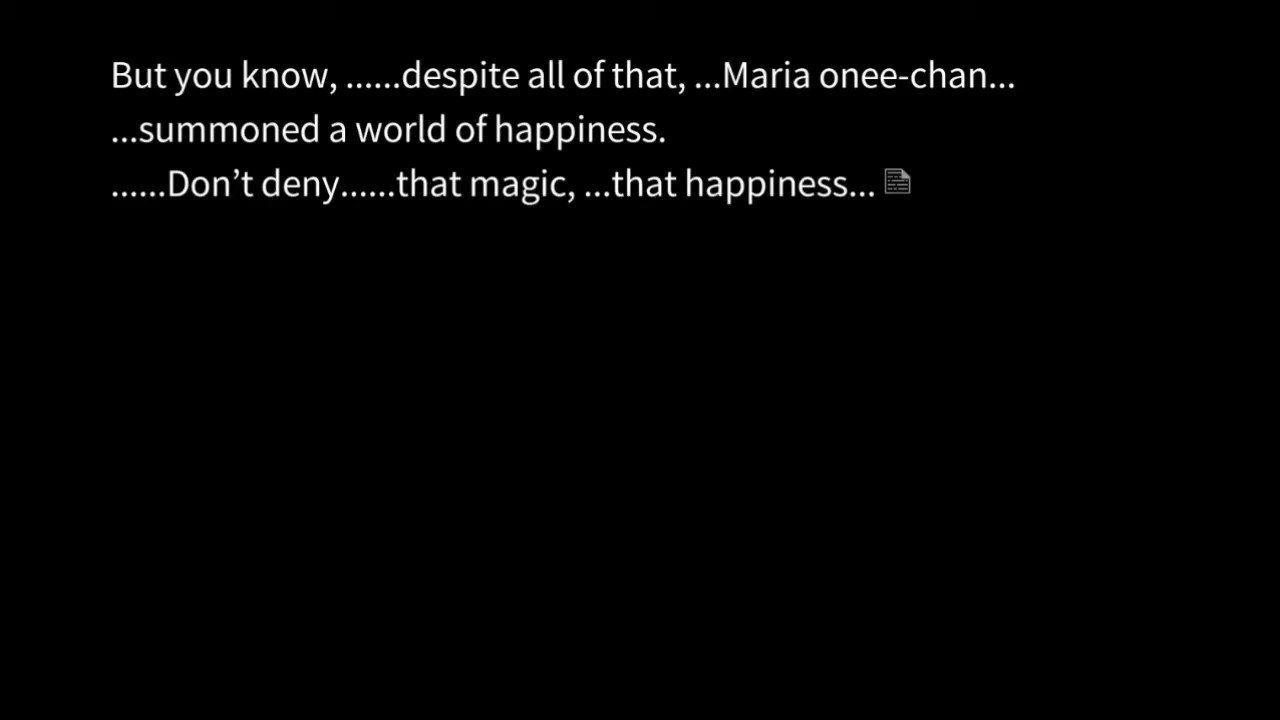 But you know, ......despite all of that, ...Maria onee-chan...
...summoned a world of happiness.
......Don’t deny......that magic, ...that happiness...